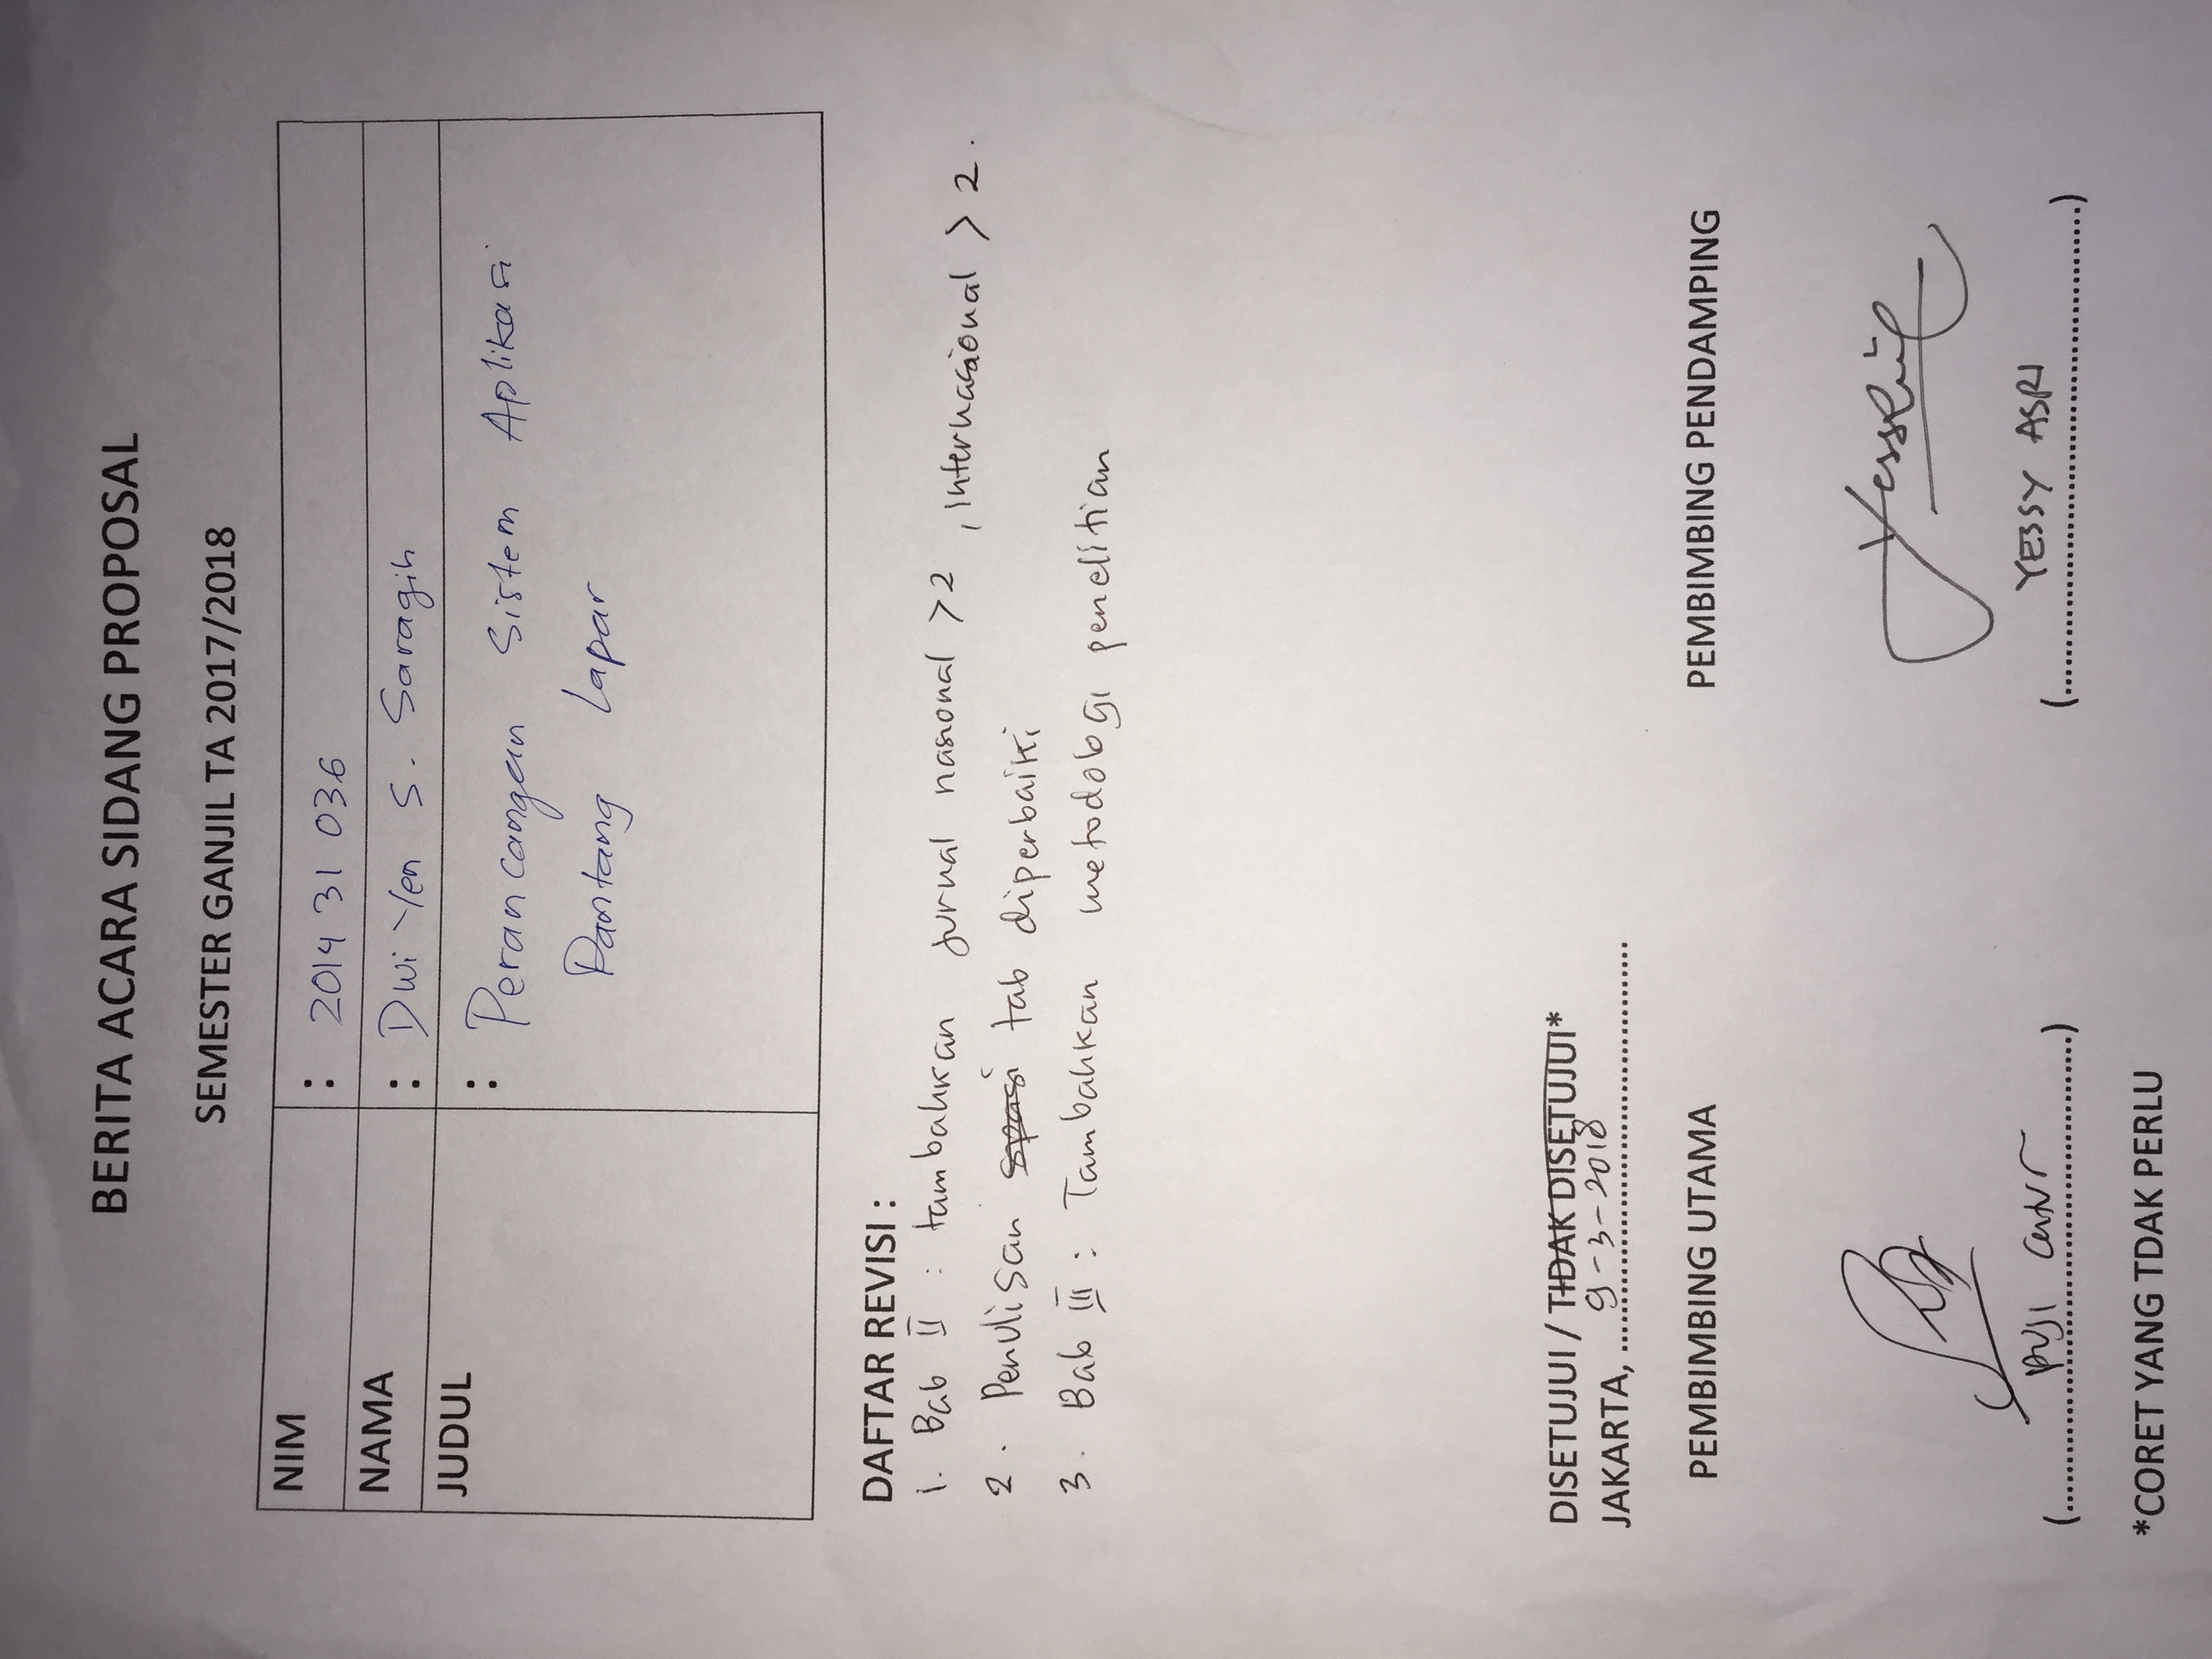 BERITA ACARA SIDANG PROPOSAL
SEMESTER GANJIL TA 2017/2018
NIM : 2014 31 036
NAMA : Dwi Yen S. Saragih
JUDUL : Perancangan Sistem Aplikasi
Pantang Lapar
DAFTAR REVISI :
1. Bab II : tambahkan jurnal nasional >2 , Internasional > 2.
2. Penulisan spasi tab diperbaiki
3. Bab III : Tambahkan metodologi penelitian
DISETUJUI / TIDAK DISETUJUI*
JAKARTA, 9-3-2018
PEMBIMBING UTAMA PEMBIMBING PENDAMPING
(Puji) (YESSY ASRI)
*CORET YANG TDAK PERLU